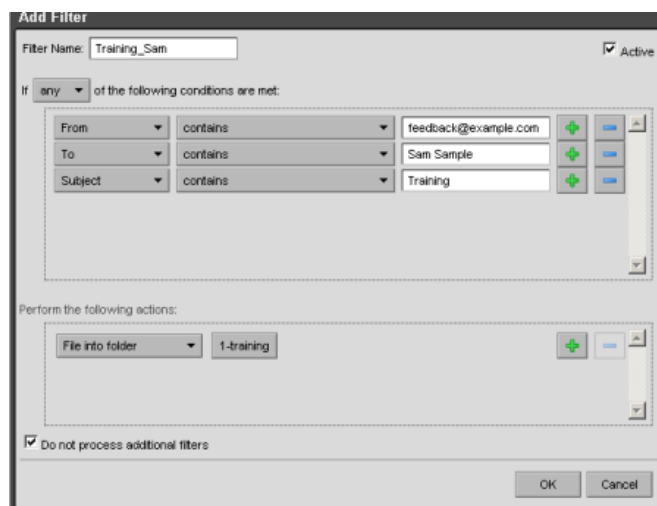 Add Filter
Filter Name: Training_Sam Active
If any of the following conditions are met:
From contains feedback@example.com
To contains Sam Sample
Subject contains Training
Perform the following actions:
File into folder 1-training
Do not process additional filters
OK Cancel